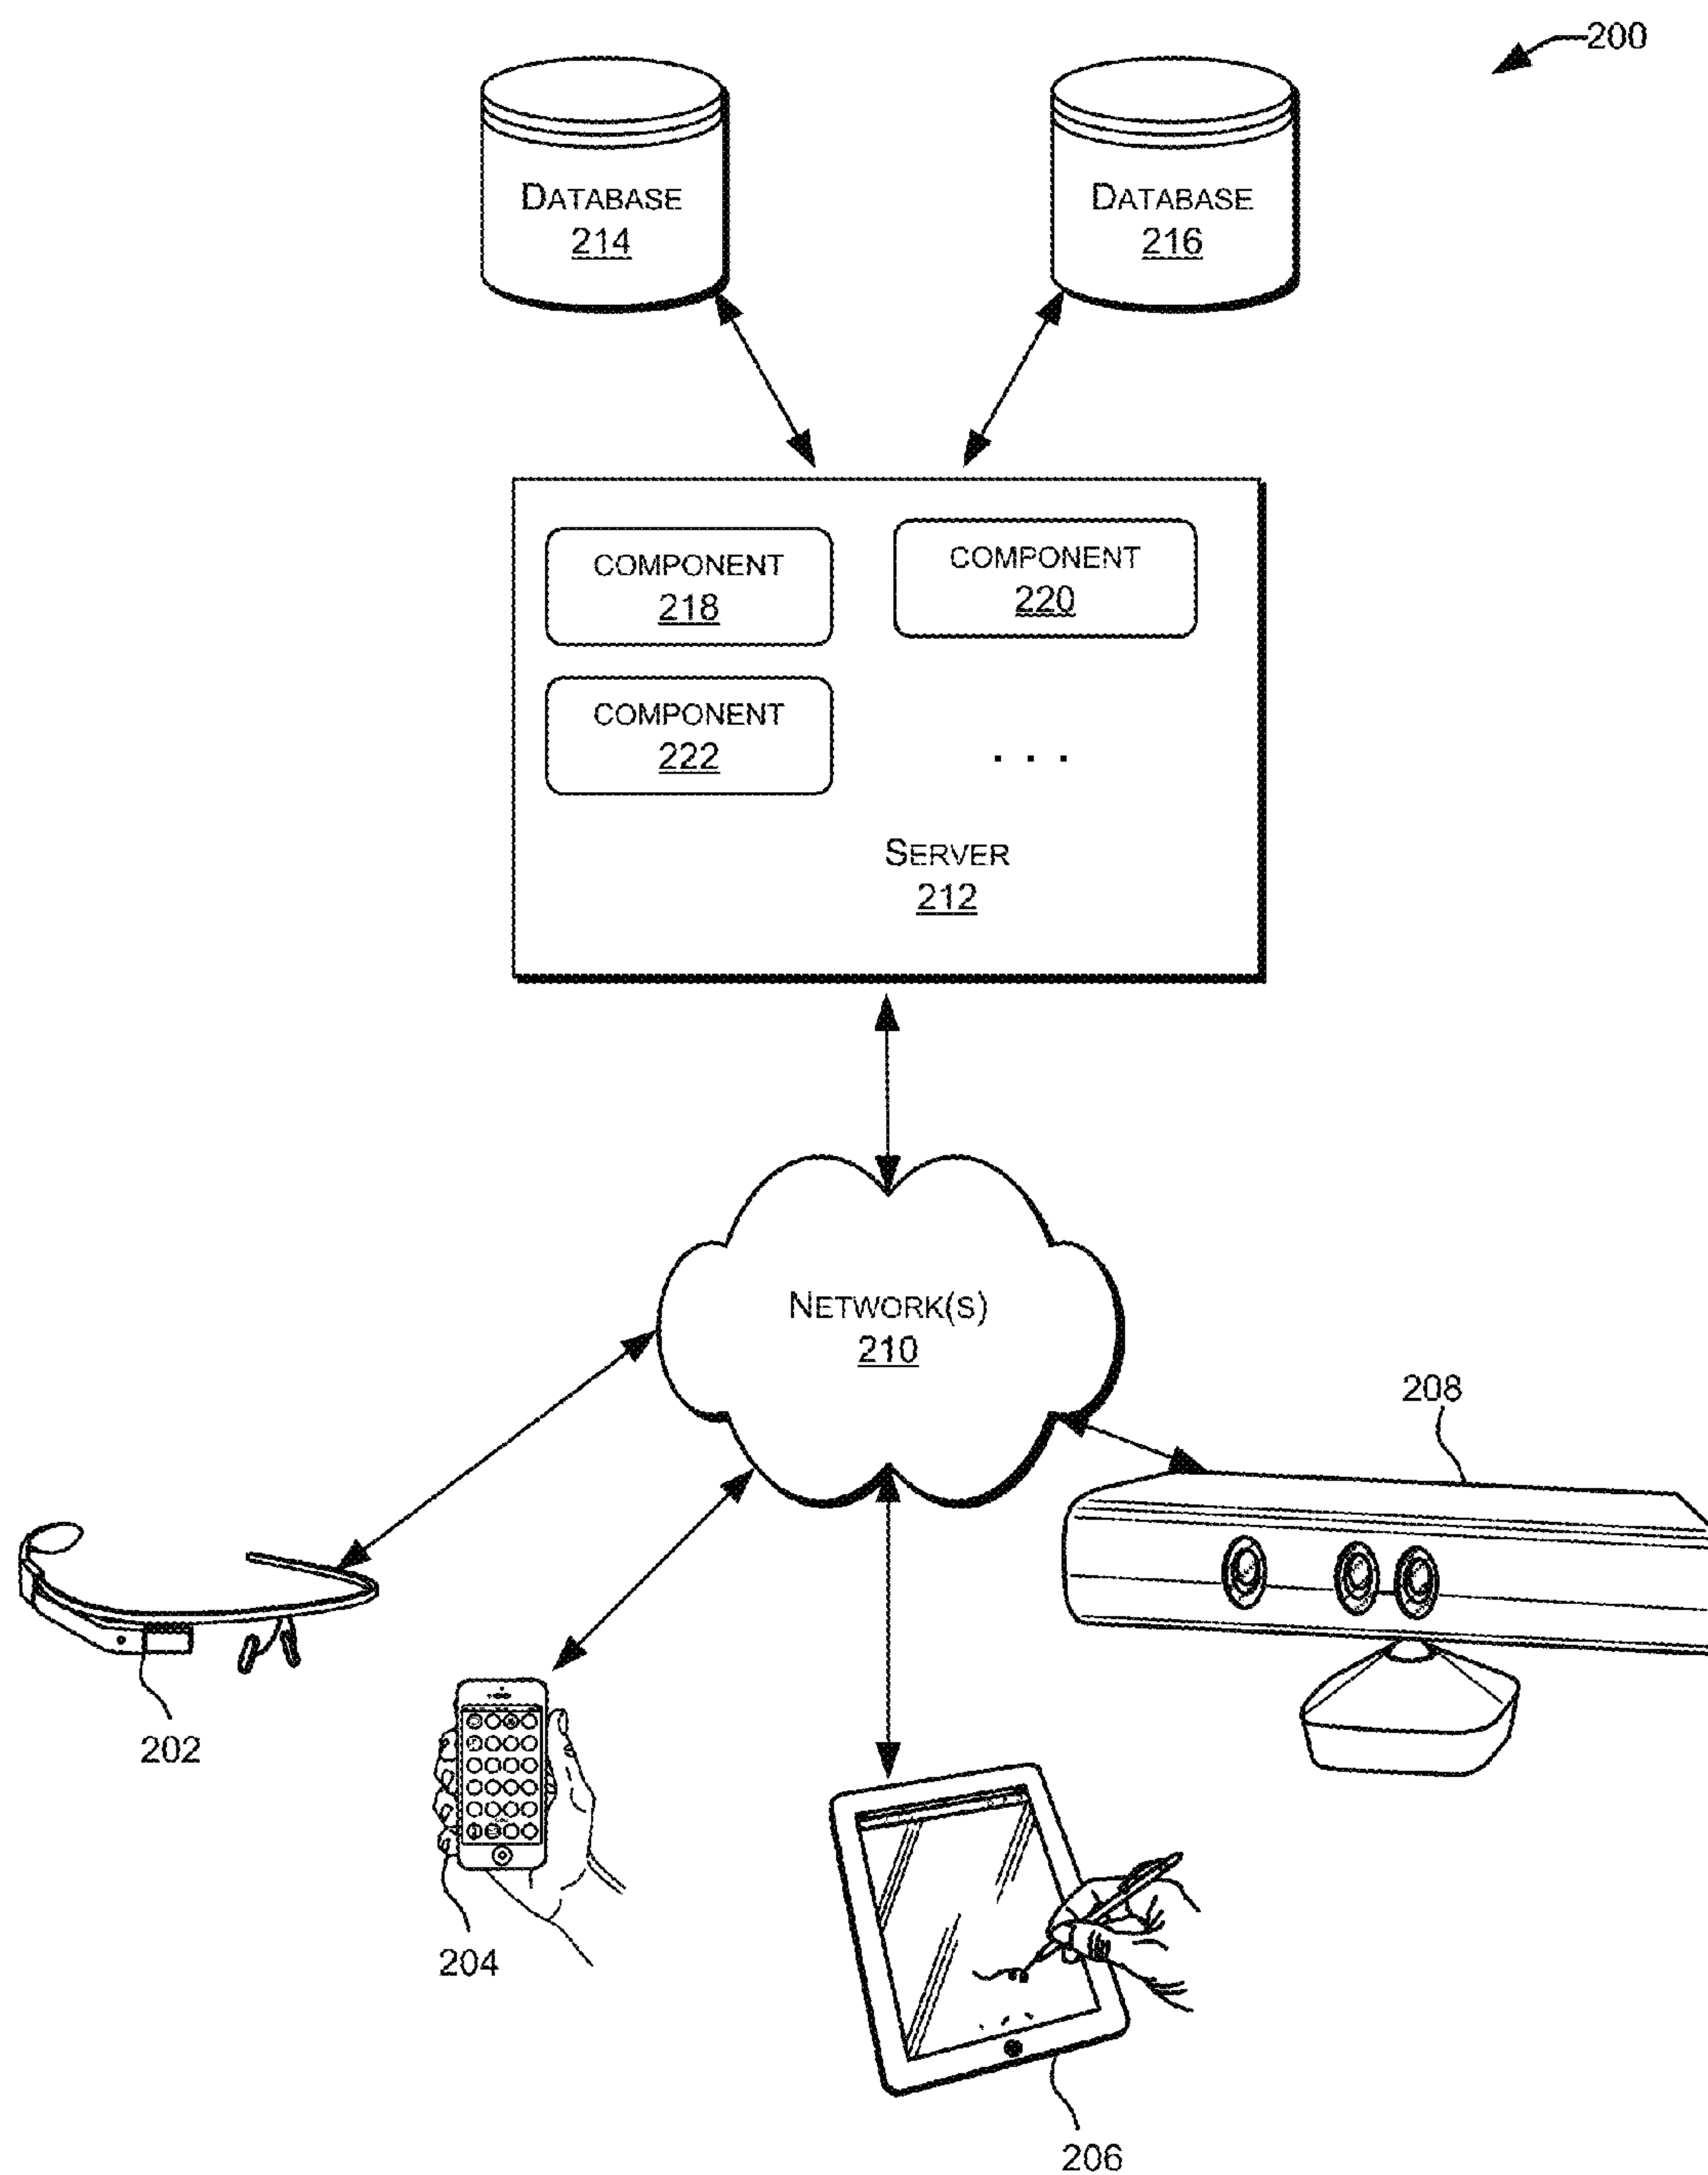 200
DATABASE
214
DATABASE
216
COMPONENT
218
COMPONENT
220
COMPONENT
222
. . .
SERVER
212
NETWORK(S)
210
208
202
204
206